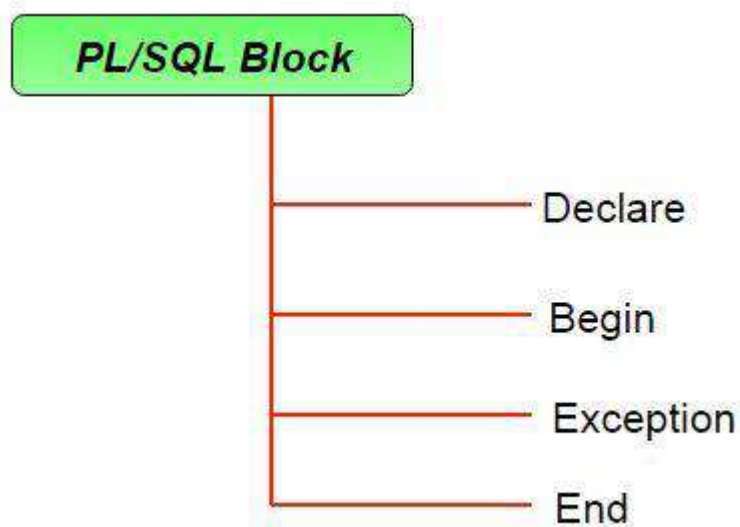 PL/SQL Block
Declare
Begin
Exception
End